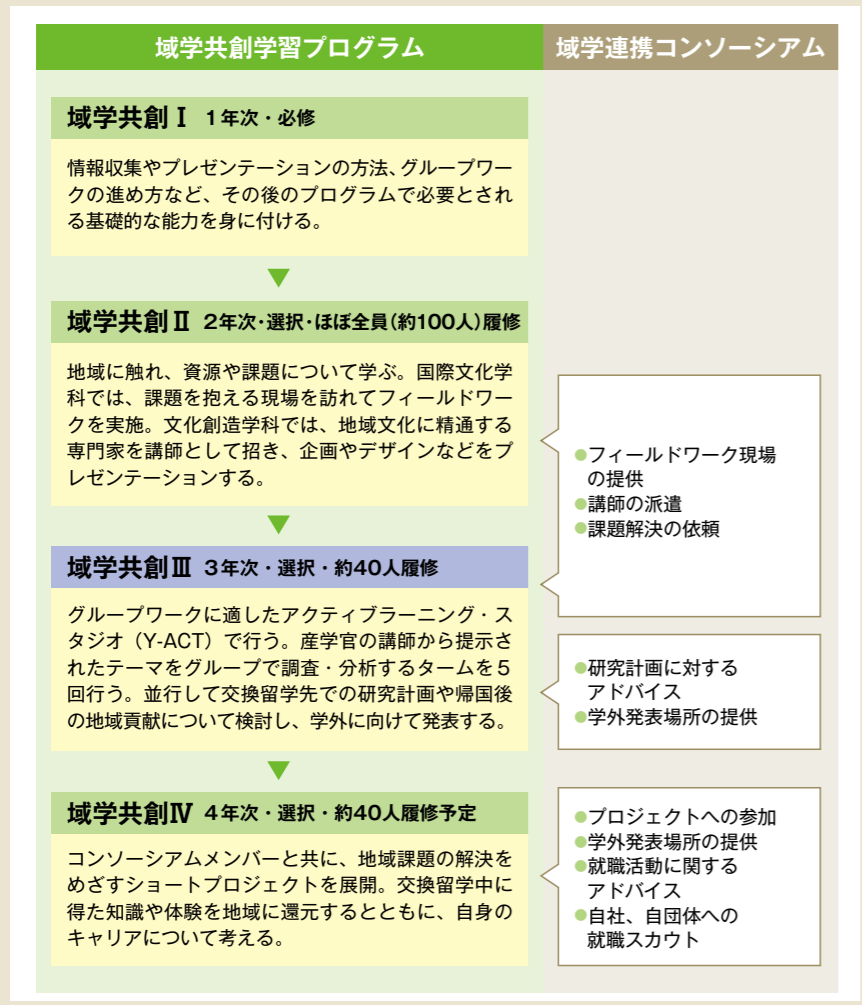 域学共創学習プログラム
域学連携コンソーシアム
域学共創Ⅰ 1年次・必修
情報収集やプレゼンテーションの方法、グループワー
クの進め方など、その後のプログラムで必要とされ
る基礎的な能力を身に付ける。
域学共創Ⅱ 2年次・選択・ほぼ全員(約100人)履修
地域に触れ、資源や課題について学ぶ。国際文化学
科では、課題を抱える現場を訪れてフィールドワー
クを実施。文化創造学科では、地域文化に精通する
専門家を講師として招き、企画やデザインなどをプ
レゼンテーションする。
●フィールドワーク現場
の提供
●講師の派遣
●課題解決の依頼
域学共創Ⅲ 3年次・選択・約40人履修
グループワークに適したアクティブラーニング・ス
タジオ（Y-ACT）で行う。産学官の講師から提示さ
れたテーマをグループで調査・分析するタームを5
回行う。並行して交換留学先での研究計画や帰国後
の地域貢献について検討し、学外に向けて発表する。
●研究計画に対する
アドバイス
●学外発表場所の提供
域学共創Ⅳ 4年次・選択・約40人履修予定
コンソーシアムメンバーと共に、地域課題の解決を
めざすショートプロジェクトを展開。交換留学中に
得た知識や体験を地域に還元するとともに、自身の
キャリアについて考える。
●プロジェクトへの参加
●学外発表場所の提供
●就職活動に関する
アドバイス
●自社、自団体への
就職スカウト